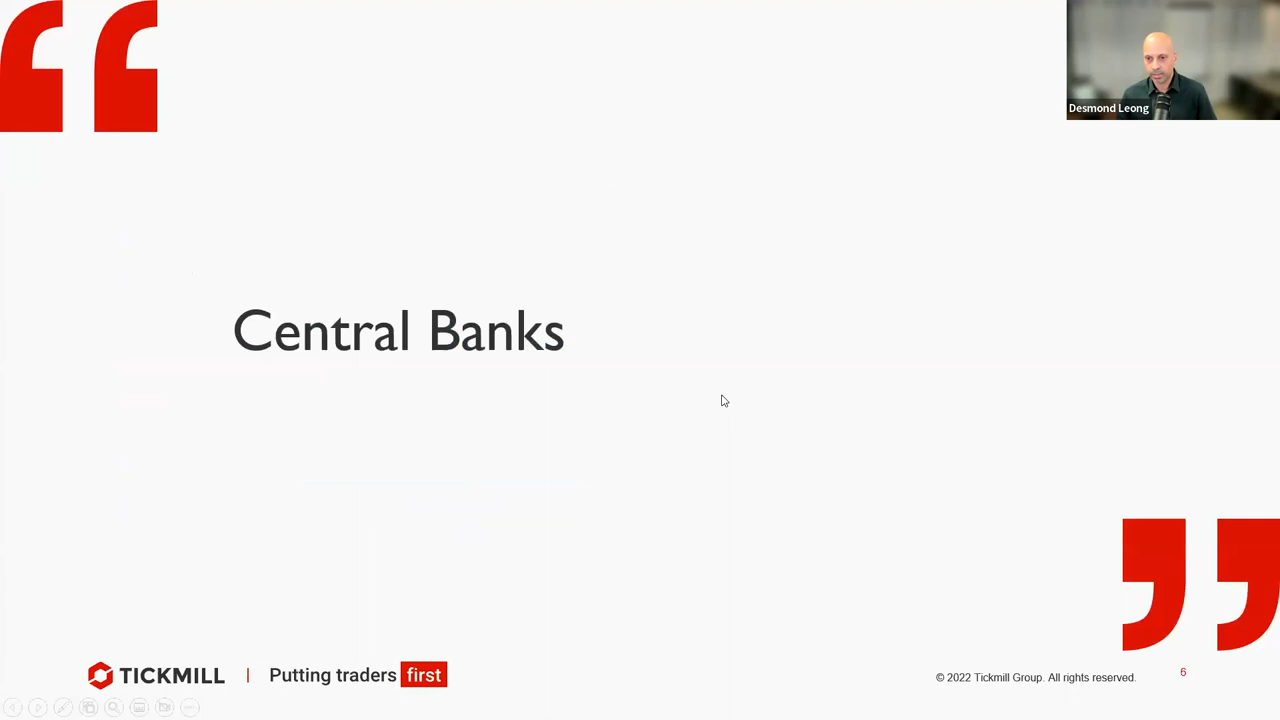 Desmond Leong
Central Banks
TICKMILL | Putting traders first
© 2022 Tickmill Group. All rights reserved.
6